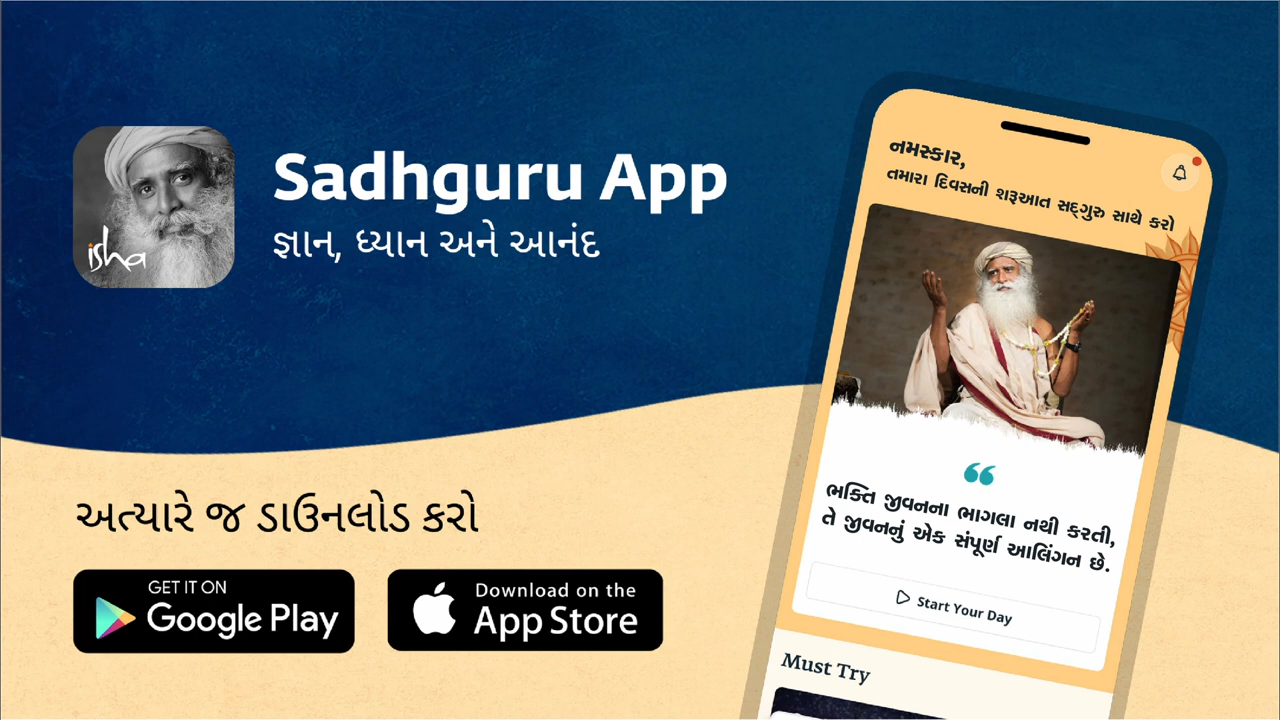 isha
Sadhguru App
જ્ઞાન, ધ્યાન અને આનંદ
અત્યારે જ ડાઉનલોડ કરો
GET IT ON
Google Play
Download on the
App Store
નમસ્કાર,
તમારા દિવસની શરૂઆત સદ્‌ગુરુ સાથે કરો
“
ભક્તિ જીવનના ભાગલા નથી કરતી,
તે જીવનનું એક સંપૂર્ણ આલિંગન છે.
Start Your Day
Must Try